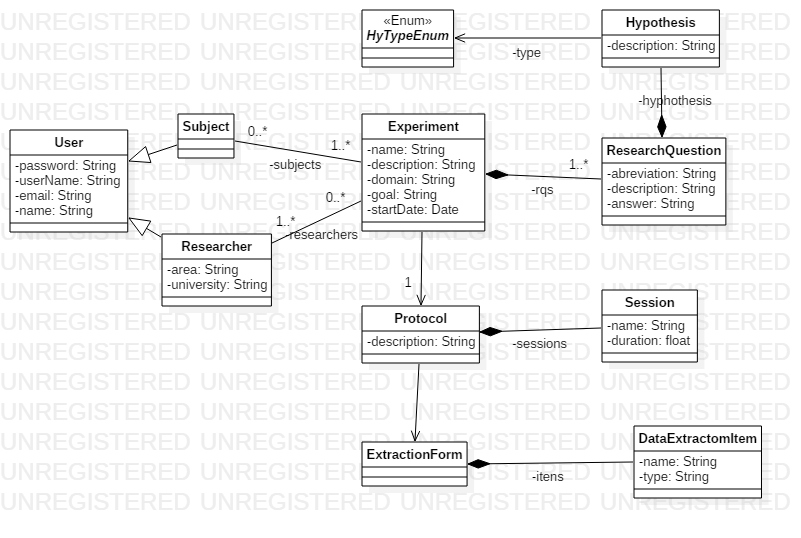 «Enum»
HyTypeEnum
-type
Hypothesis
-description: String
-hyphothesis
ResearchQuestion
-abreviation: String
-description: String
-answer: String
1..*
-rqs
Experiment
-name: String
-description: String
-domain: String
-goal: String
-startDate: Date
Subject
0..*
1..*
-subjects
User
-password: String
-userName: String
-email: String
-name: String
Researcher
-area: String
-university: String
0..*
1..*
-researchers
1
Protocol
-description: String
-sessions
Session
-name: String
-duration: float
ExtractionForm
-itens
DataExtractomItem
-name: String
-type: String
UNREGISTERED UNREGISTERED UNREGISTERED UNREGISTERED